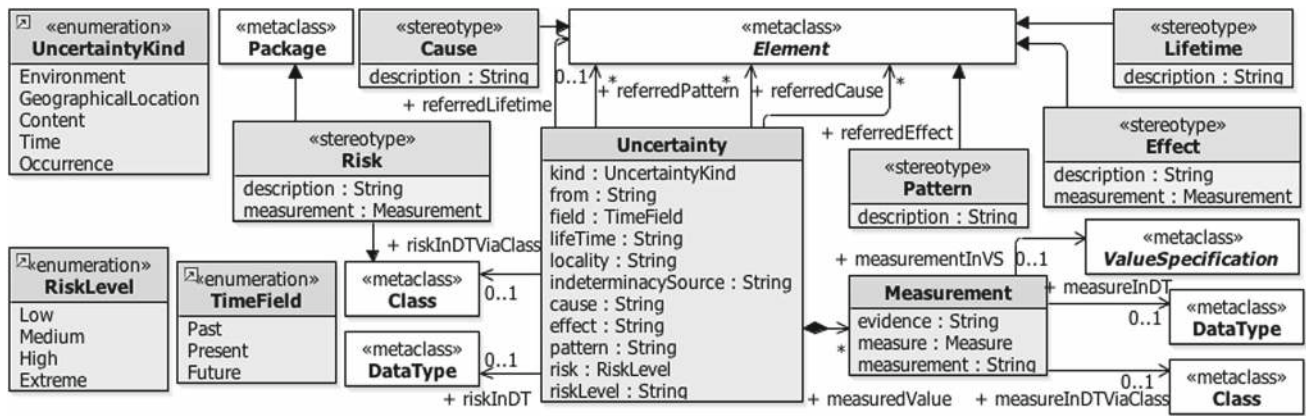 «enumeration»
UncertaintyKind
Environment
GeographicalLocation
Content
Time
Occurrence
«metaclass»
Package
«stereotype»
Cause
description : String
«metaclass»
Element
«stereotype»
Lifetime
description : String
0..1
*
*
*
+ referredLifetime
+ referredPattern
+ referredCause
+ referredEffect
«stereotype»
Risk
description : String
measurement : Measurement
Uncertainty
kind : UncertaintyKind
from : String
field : TimeField
lifeTime : String
locality : String
indeterminacySource : String
cause : String
effect : String
pattern : String
risk : RiskLevel
riskLevel : String
«stereotype»
Pattern
description : String
«stereotype»
Effect
description : String
measurement : Measurement
+ riskInDTViaClass
0..1
«enumeration»
RiskLevel
Low
Medium
High
Extreme
«enumeration»
TimeField
Past
Present
Future
«metaclass»
Class
«metaclass»
DataType
0..1
+ riskInDT
+ measurementInVS
0..1
«metaclass»
ValueSpecification
Measurement
evidence : String
measure : Measure
measurement : String
*
+ measuredValue
+ measureInDT
0..1
«metaclass»
DataType
0..1
+ measureInDTViaClass
«metaclass»
Class